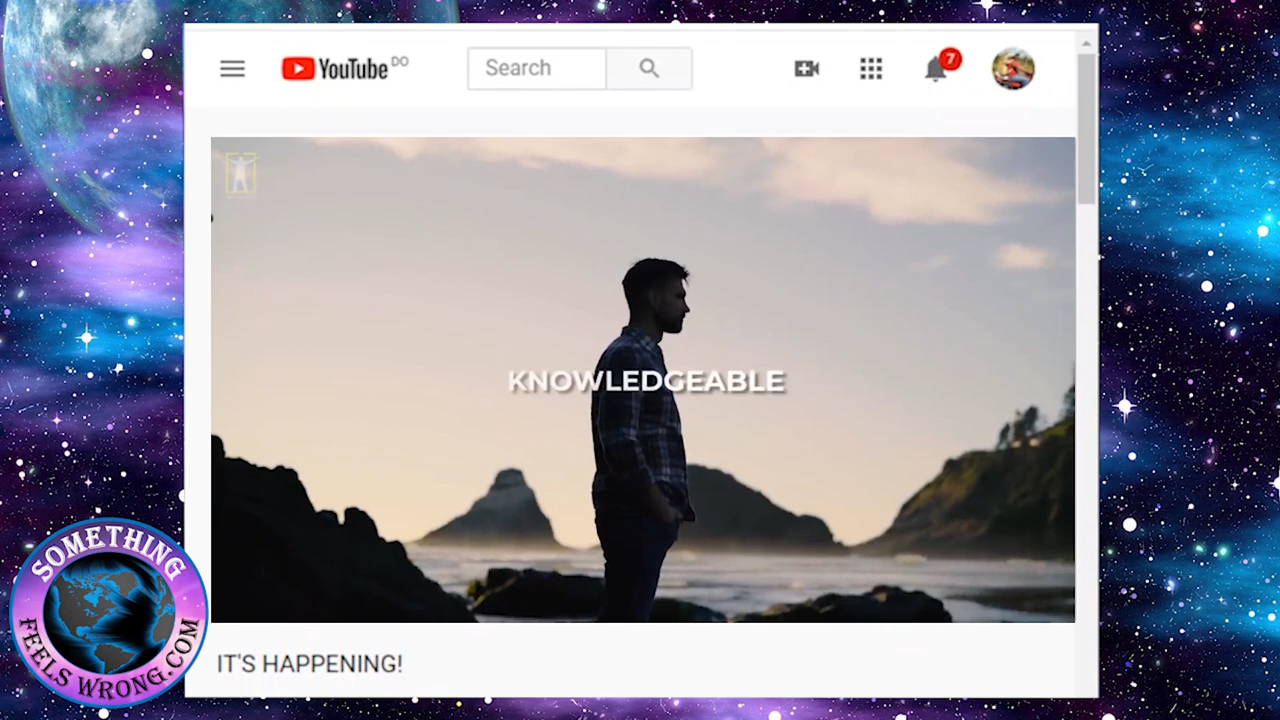 YouTube DO
Search
7
KNOWLEDGEABLE
IT'S HAPPENING!
SOMETHING
FEELS WRONG.COM